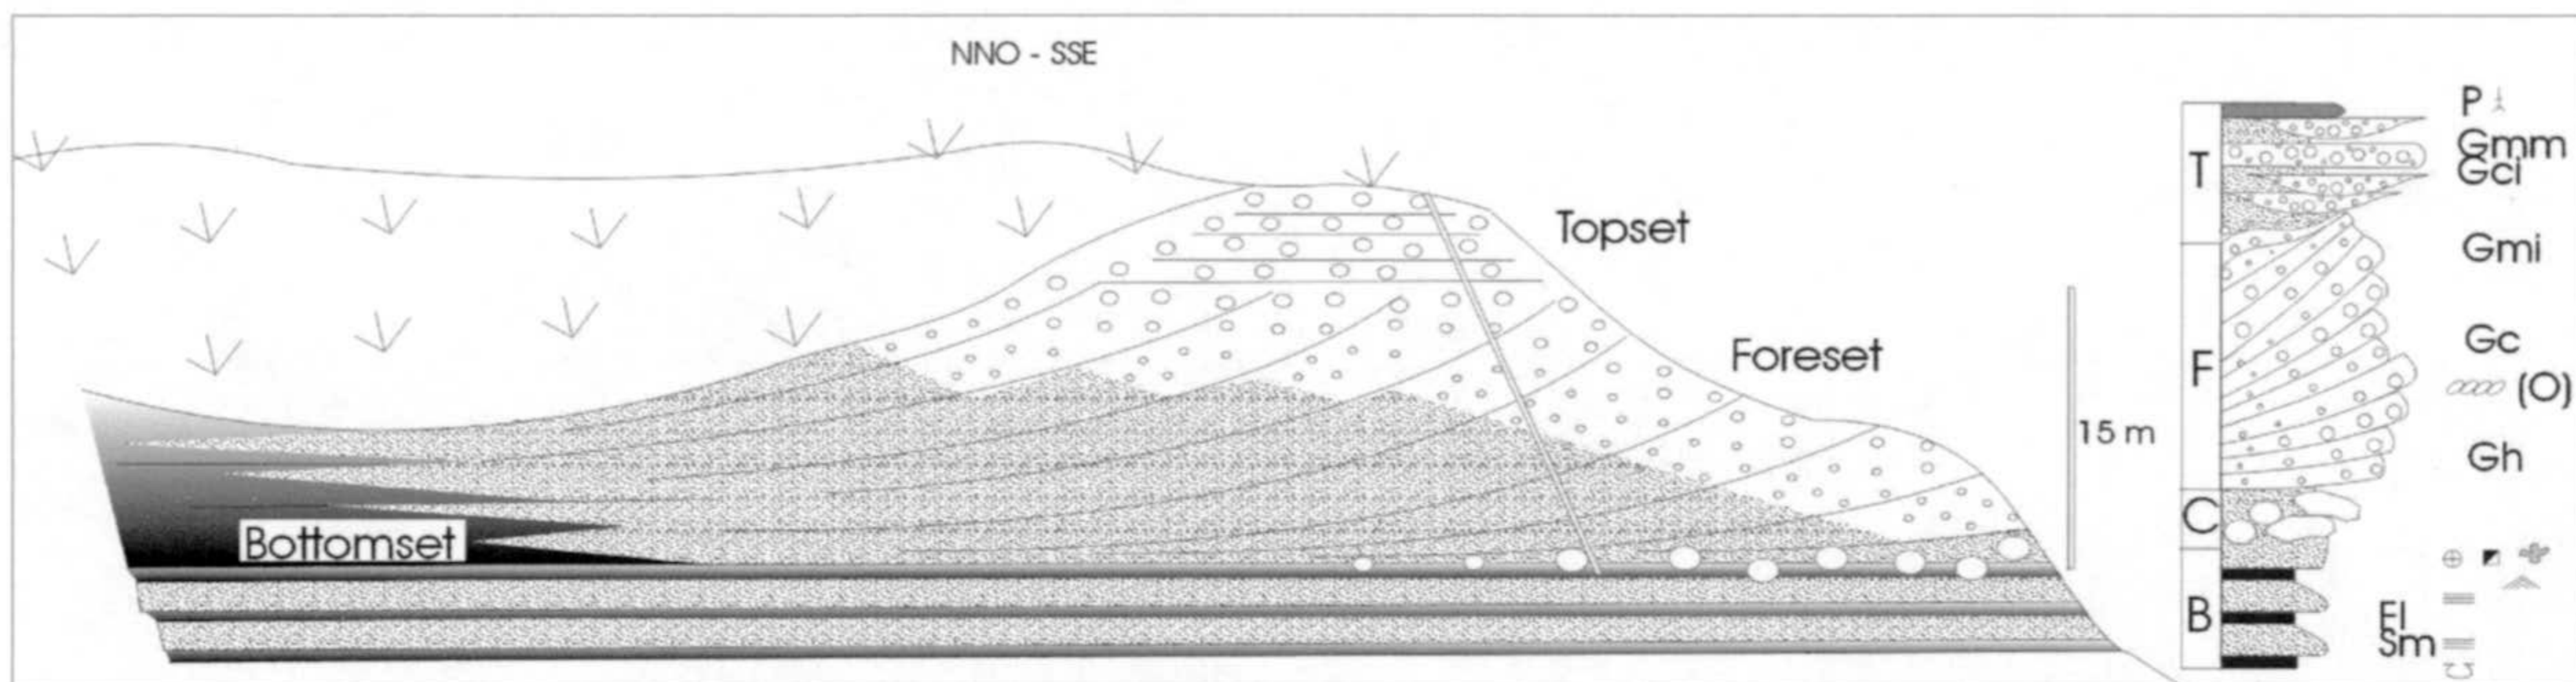 NNO - SSE
Topset
Foreset
Bottomset
15 m
T
F
C
B
P
Gmm
Gci
Gmi
Gc
(O)
Gh
Fl
Sm